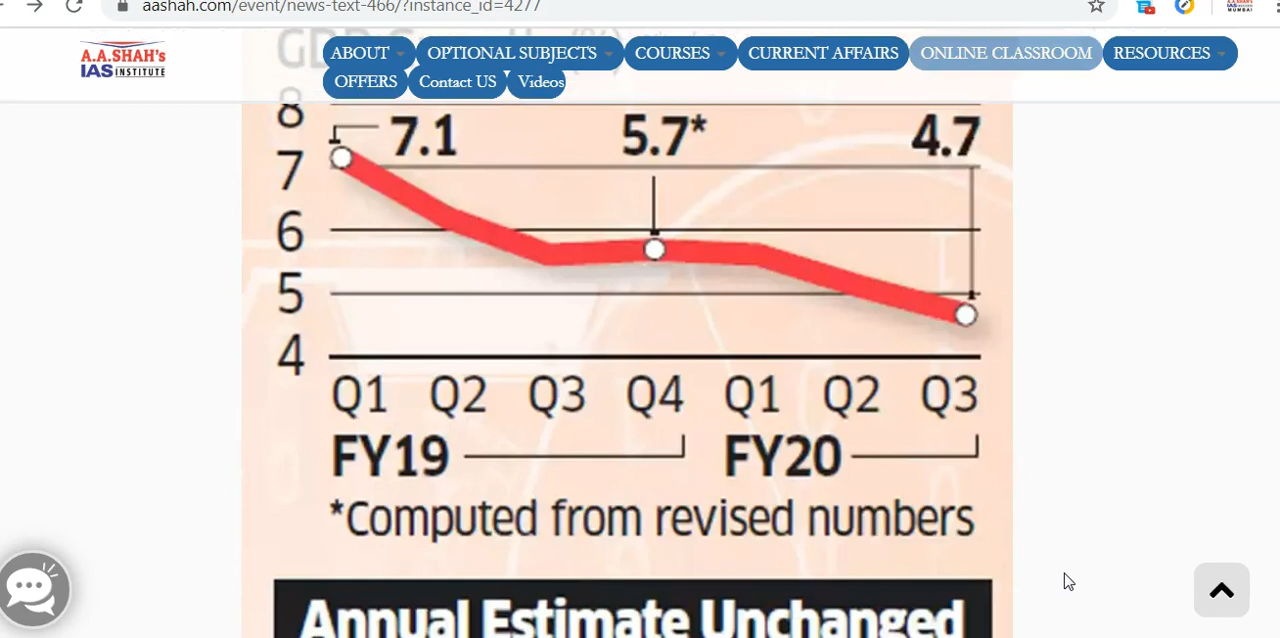 aashah.com/event/news-text-466/?instance_id=4277
A.A.SHAH's
IAS INSTITUTE
ABOUT
OPTIONAL SUBJECTS
COURSES
CURRENT AFFAIRS
ONLINE CLASSROOM
RESOURCES
OFFERS
Contact US
Videos
8
7.1
5.7*
4.7
7
6
5
4
Q1 Q2 Q3 Q4 Q1 Q2 Q3
FY19 FY20
*Computed from revised numbers
Annual Estimate Unchanged